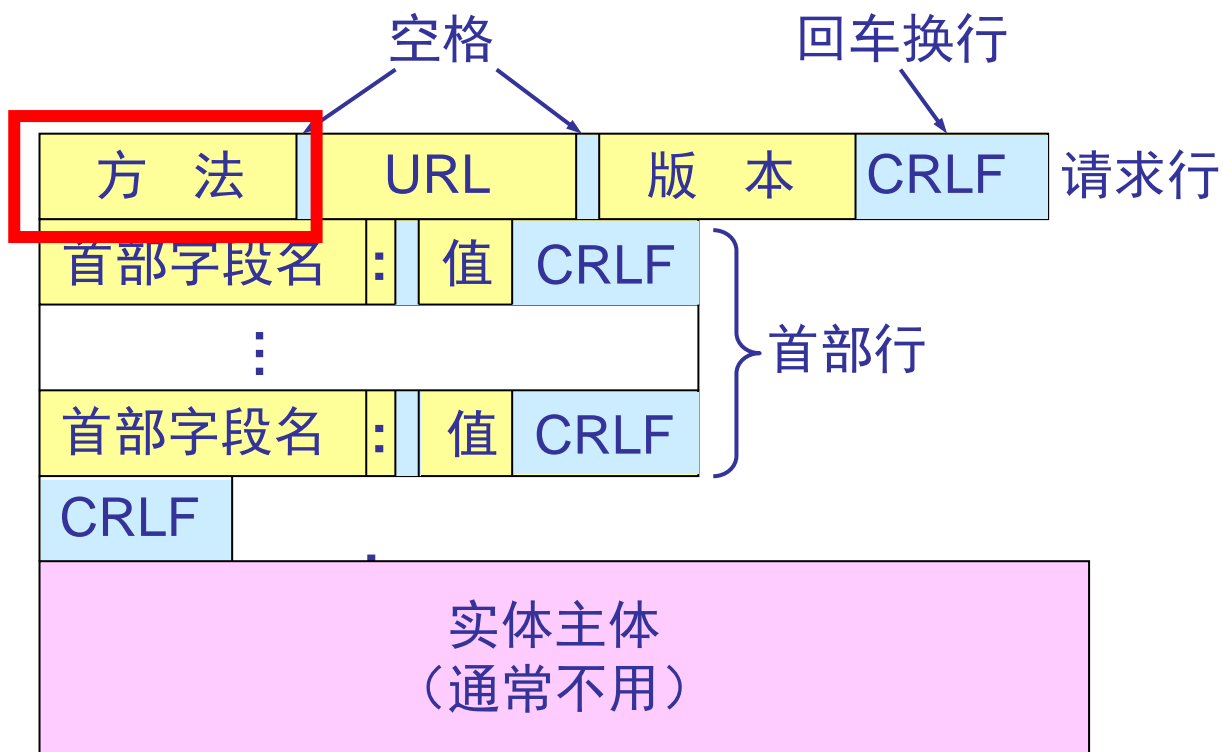 空格 回车换行
方 法 URL 版 本 CRLF 请求行
首部字段名 : 值 CRLF
⋮ 首部行
首部字段名 : 值 CRLF
CRLF
实体主体
（通常不用）